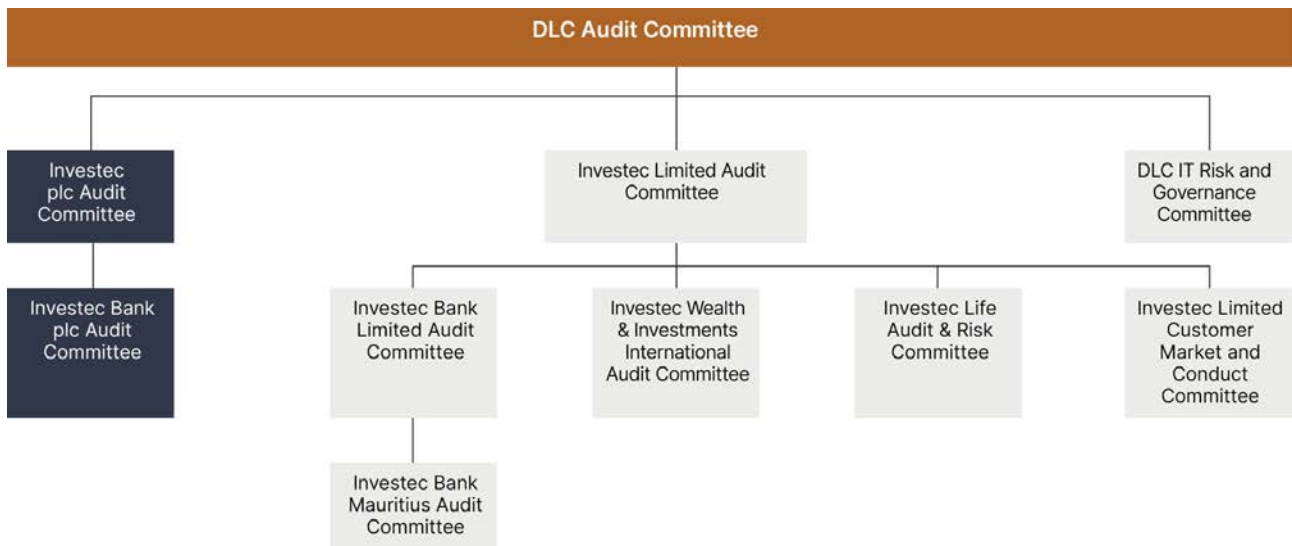 DLC Audit Committee
Investec
plc Audit
Committee
Investec Limited Audit
Committee
DLC IT Risk and
Governance
Committee
Investec Bank
plc Audit
Committee
Investec Bank
Limited Audit
Committee
Investec Wealth
& Investments
International
Audit Committee
Investec Life
Audit & Risk
Committee
Investec Limited
Customer
Market and
Conduct
Committee
Investec Bank
Mauritius Audit
Committee